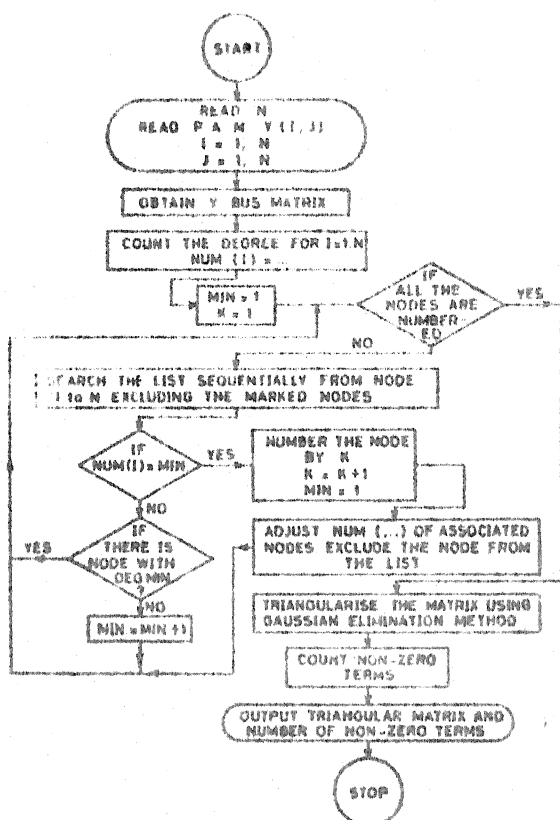 START
READ N
READ P A M Y (I, J)
I = 1, N
J = 1, N
OBTAIN Y BUS MATRIX
COUNT THE DEGREE FOR I=1.N
NUM (I) = ...
MIN = 1
K = 1
IF
ALL THE
NODES ARE
NUMBER-
ED
YES
NO
SEARCH THE LIST SEQUENTIALLY FROM NODE
1 to N EXCLUDING THE MARKED NODES
IF
NUM(I)=MIN
YES
NO
NUMBER THE NODE
BY K
K = K+1
MIN = 1
IF
THERE IS
NODE WITH
DEG MIN
?
YES
NO
ADJUST NUM (...) OF ASSOCIATED
NODES EXCLUDE THE NODE FROM
THE LIST
MIN = MIN +1
TRIANGULARISE THE MATRIX USING
GAUSSIAN ELIMINATION METHOD
COUNT NON-ZERO
TERMS
OUTPUT TRIANGULAR MATRIX AND
NUMBER OF NON-ZERO TERMS
STOP